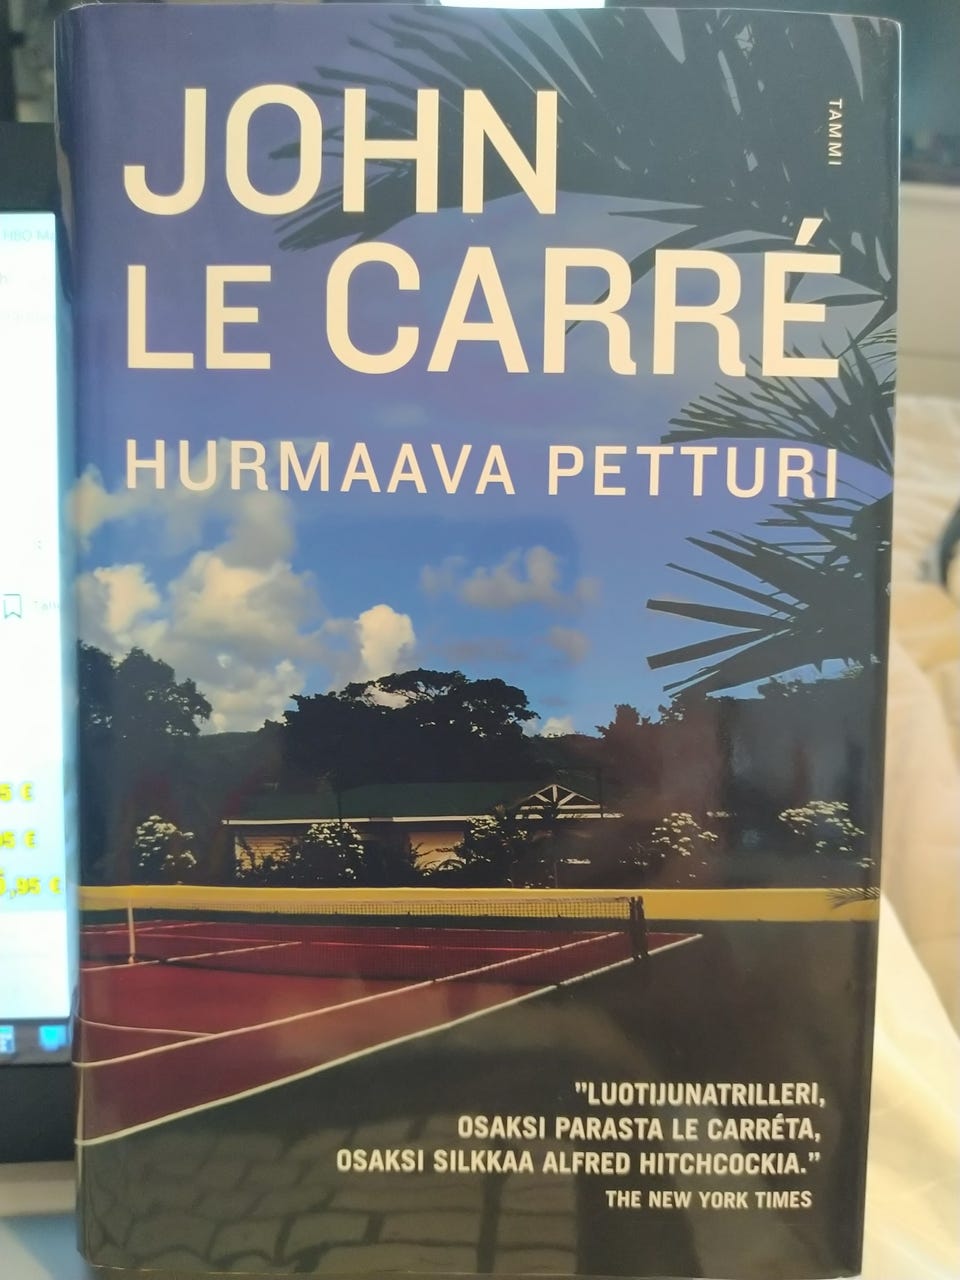 TAMMI
JOHN
LE CARRÉ
HURMAAVA PETTURI
"LUOTIJUNATRILLERI,
OSAKSI PARASTA LE CARRÉTA,
OSAKSI SILKKAA ALFRED HITCHCOCKIA."
THE NEW YORK TIMES